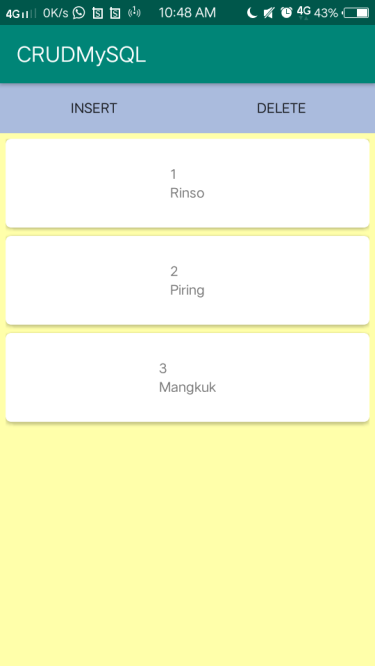 4G 0K/s 10:48 AM 4G 43%
CRUDMySQL
INSERT DELETE
1
Rinso
2
Piring
3
Mangkuk